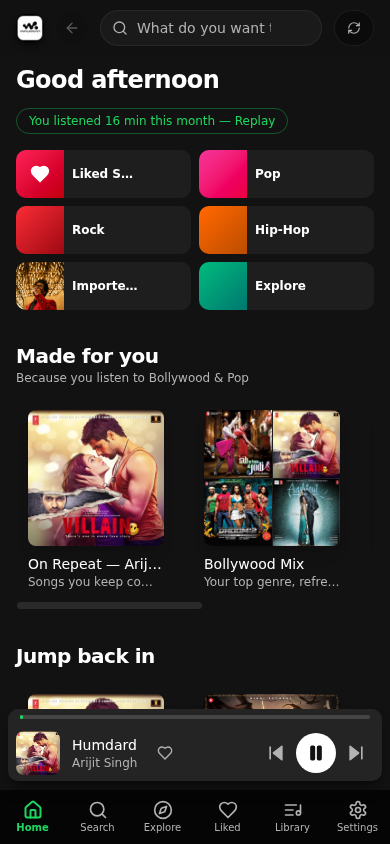 What do you want t
Good afternoon
You listened 16 min this month — Replay
Liked S...
Pop
Rock
Hip-Hop
Importe...
Explore
Made for you
Because you listen to Bollywood & Pop
VILLAIN
On Repeat — Arij...
Bollywood Mix
Songs you keep co...
Your top genre, refre...
Jump back in
Humdard
Arijit Singh
Home
Search
Explore
Liked
Library
Settings